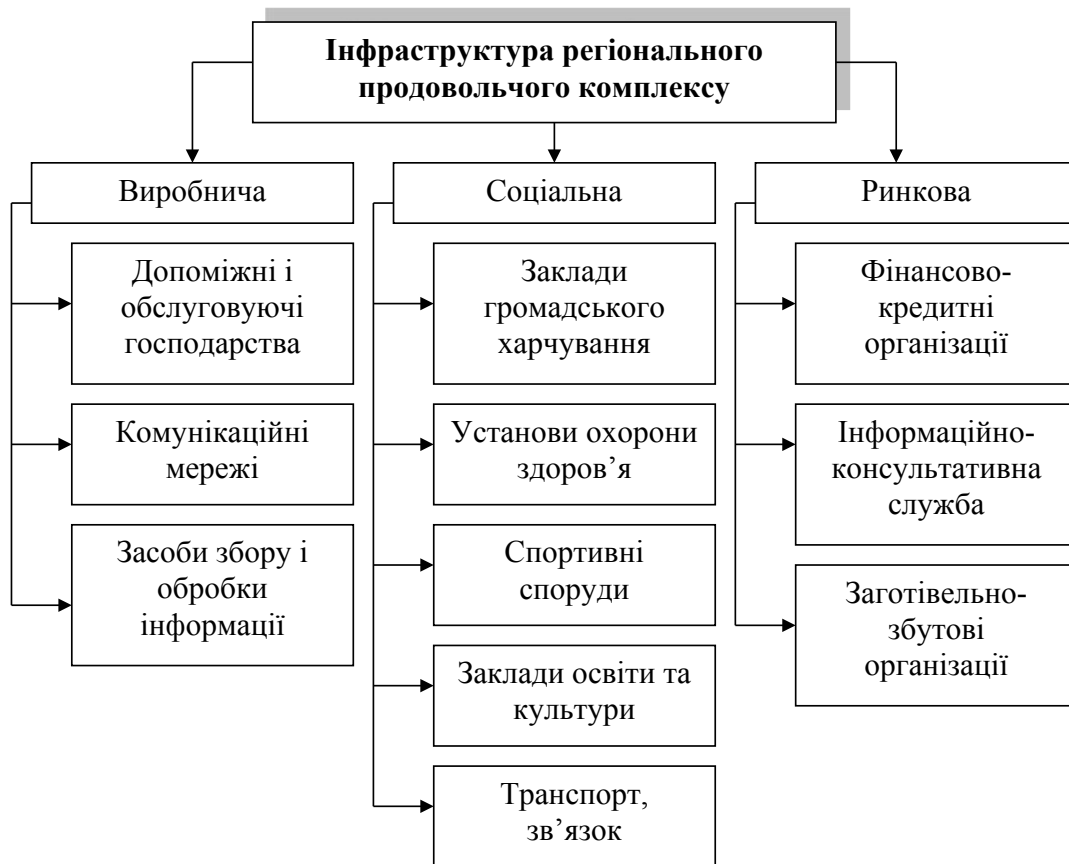 Інфраструктура регіонального
продовольчого комплексу
Виробнича
Допоміжні і
обслуговуючі
господарства
Комунікаційні
мережі
Засоби збору і
обробки
інформації
Соціальна
Заклади
громадського
харчування
Установи охорони
здоров’я
Спортивні
споруди
Заклади освіти та
культури
Транспорт,
зв’язок
Ринкова
Фінансово-
кредитні
організації
Інформаційно-
консультативна
служба
Заготівельно-
збутові
організації